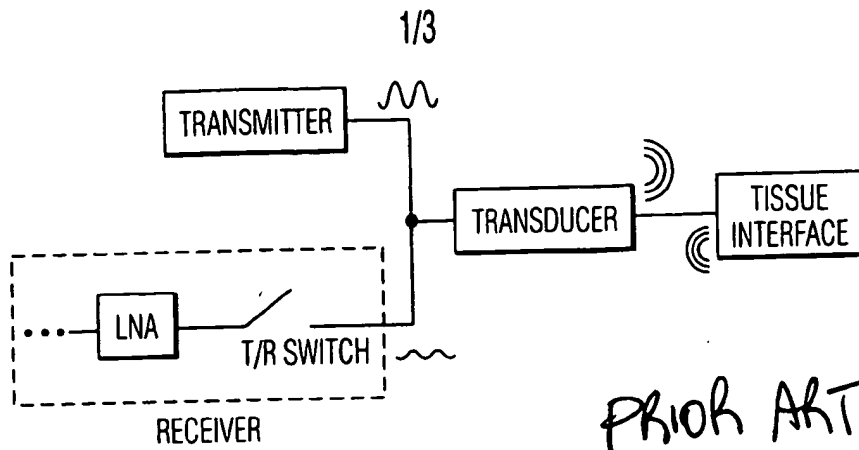 1/3
TRANSMITTER
TRANSDUCER
TISSUE
INTERFACE
LNA
T/R SWITCH
RECEIVER
PRIOR ART